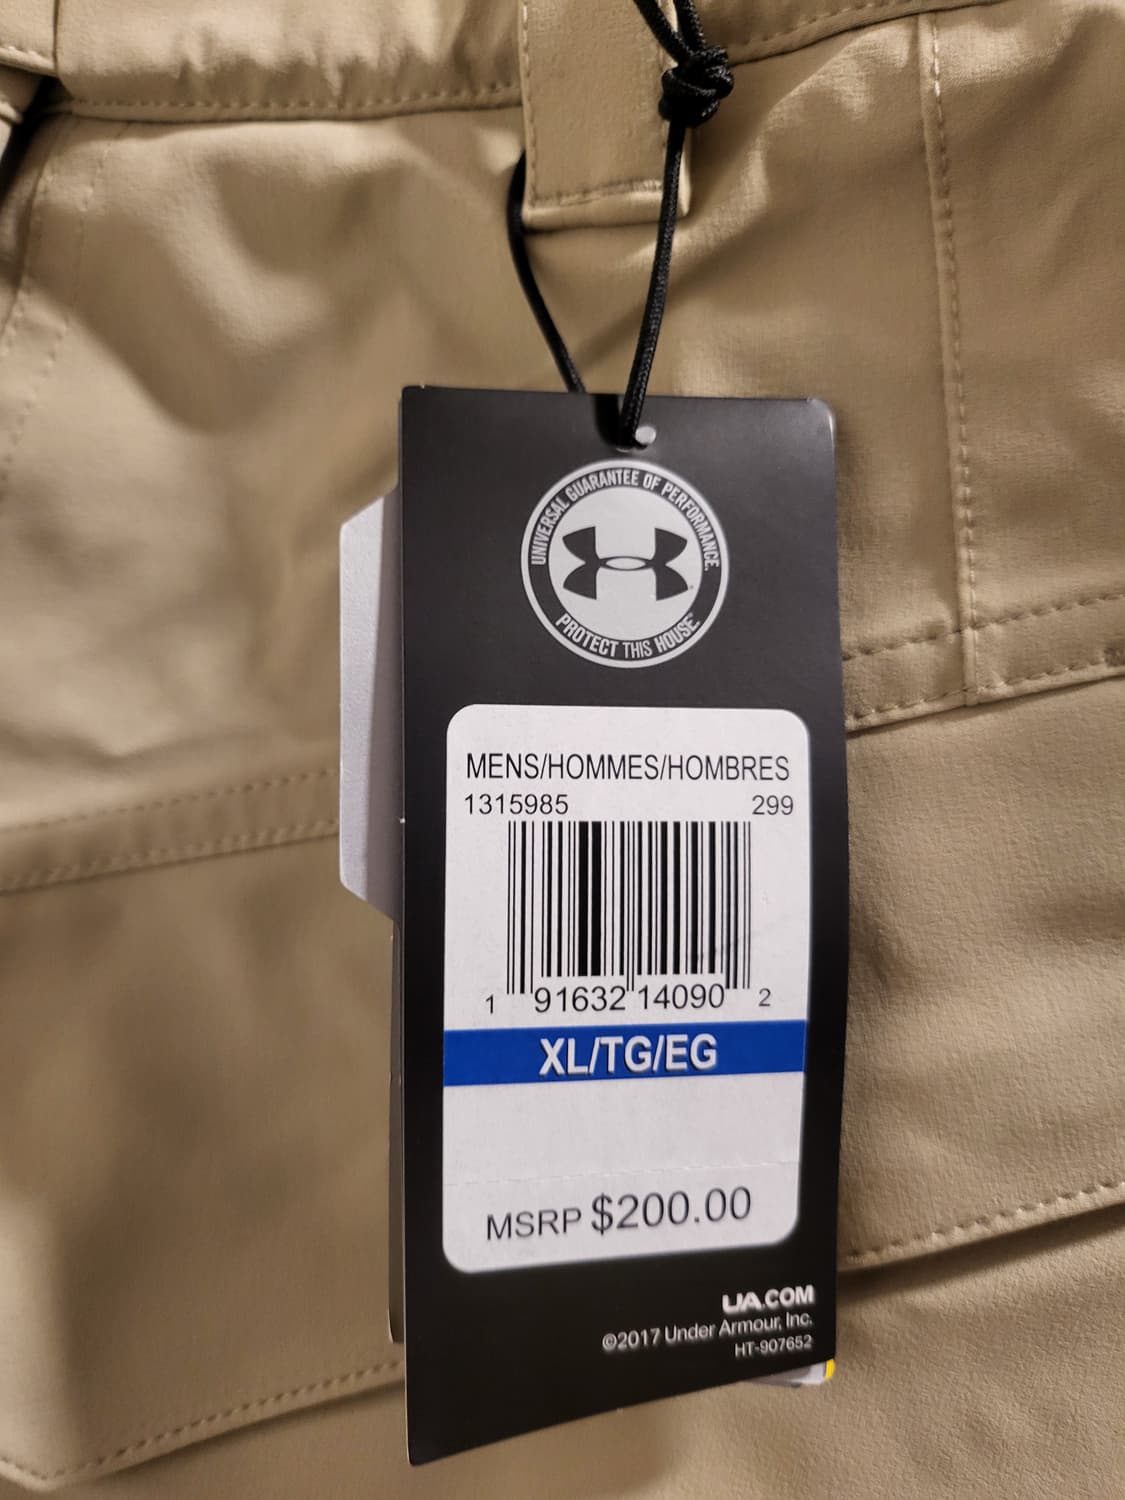 UNIVERSAL GUARANTEE OF PERFORMANCE.
PROTECT THIS HOUSE.
MENS/HOMMES/HOMBRES
1315985 299
1 91632 14090 2
XL/TG/EG
MSRP $200.00
UA.COM
©2017 Under Armour, Inc.
HT-907652